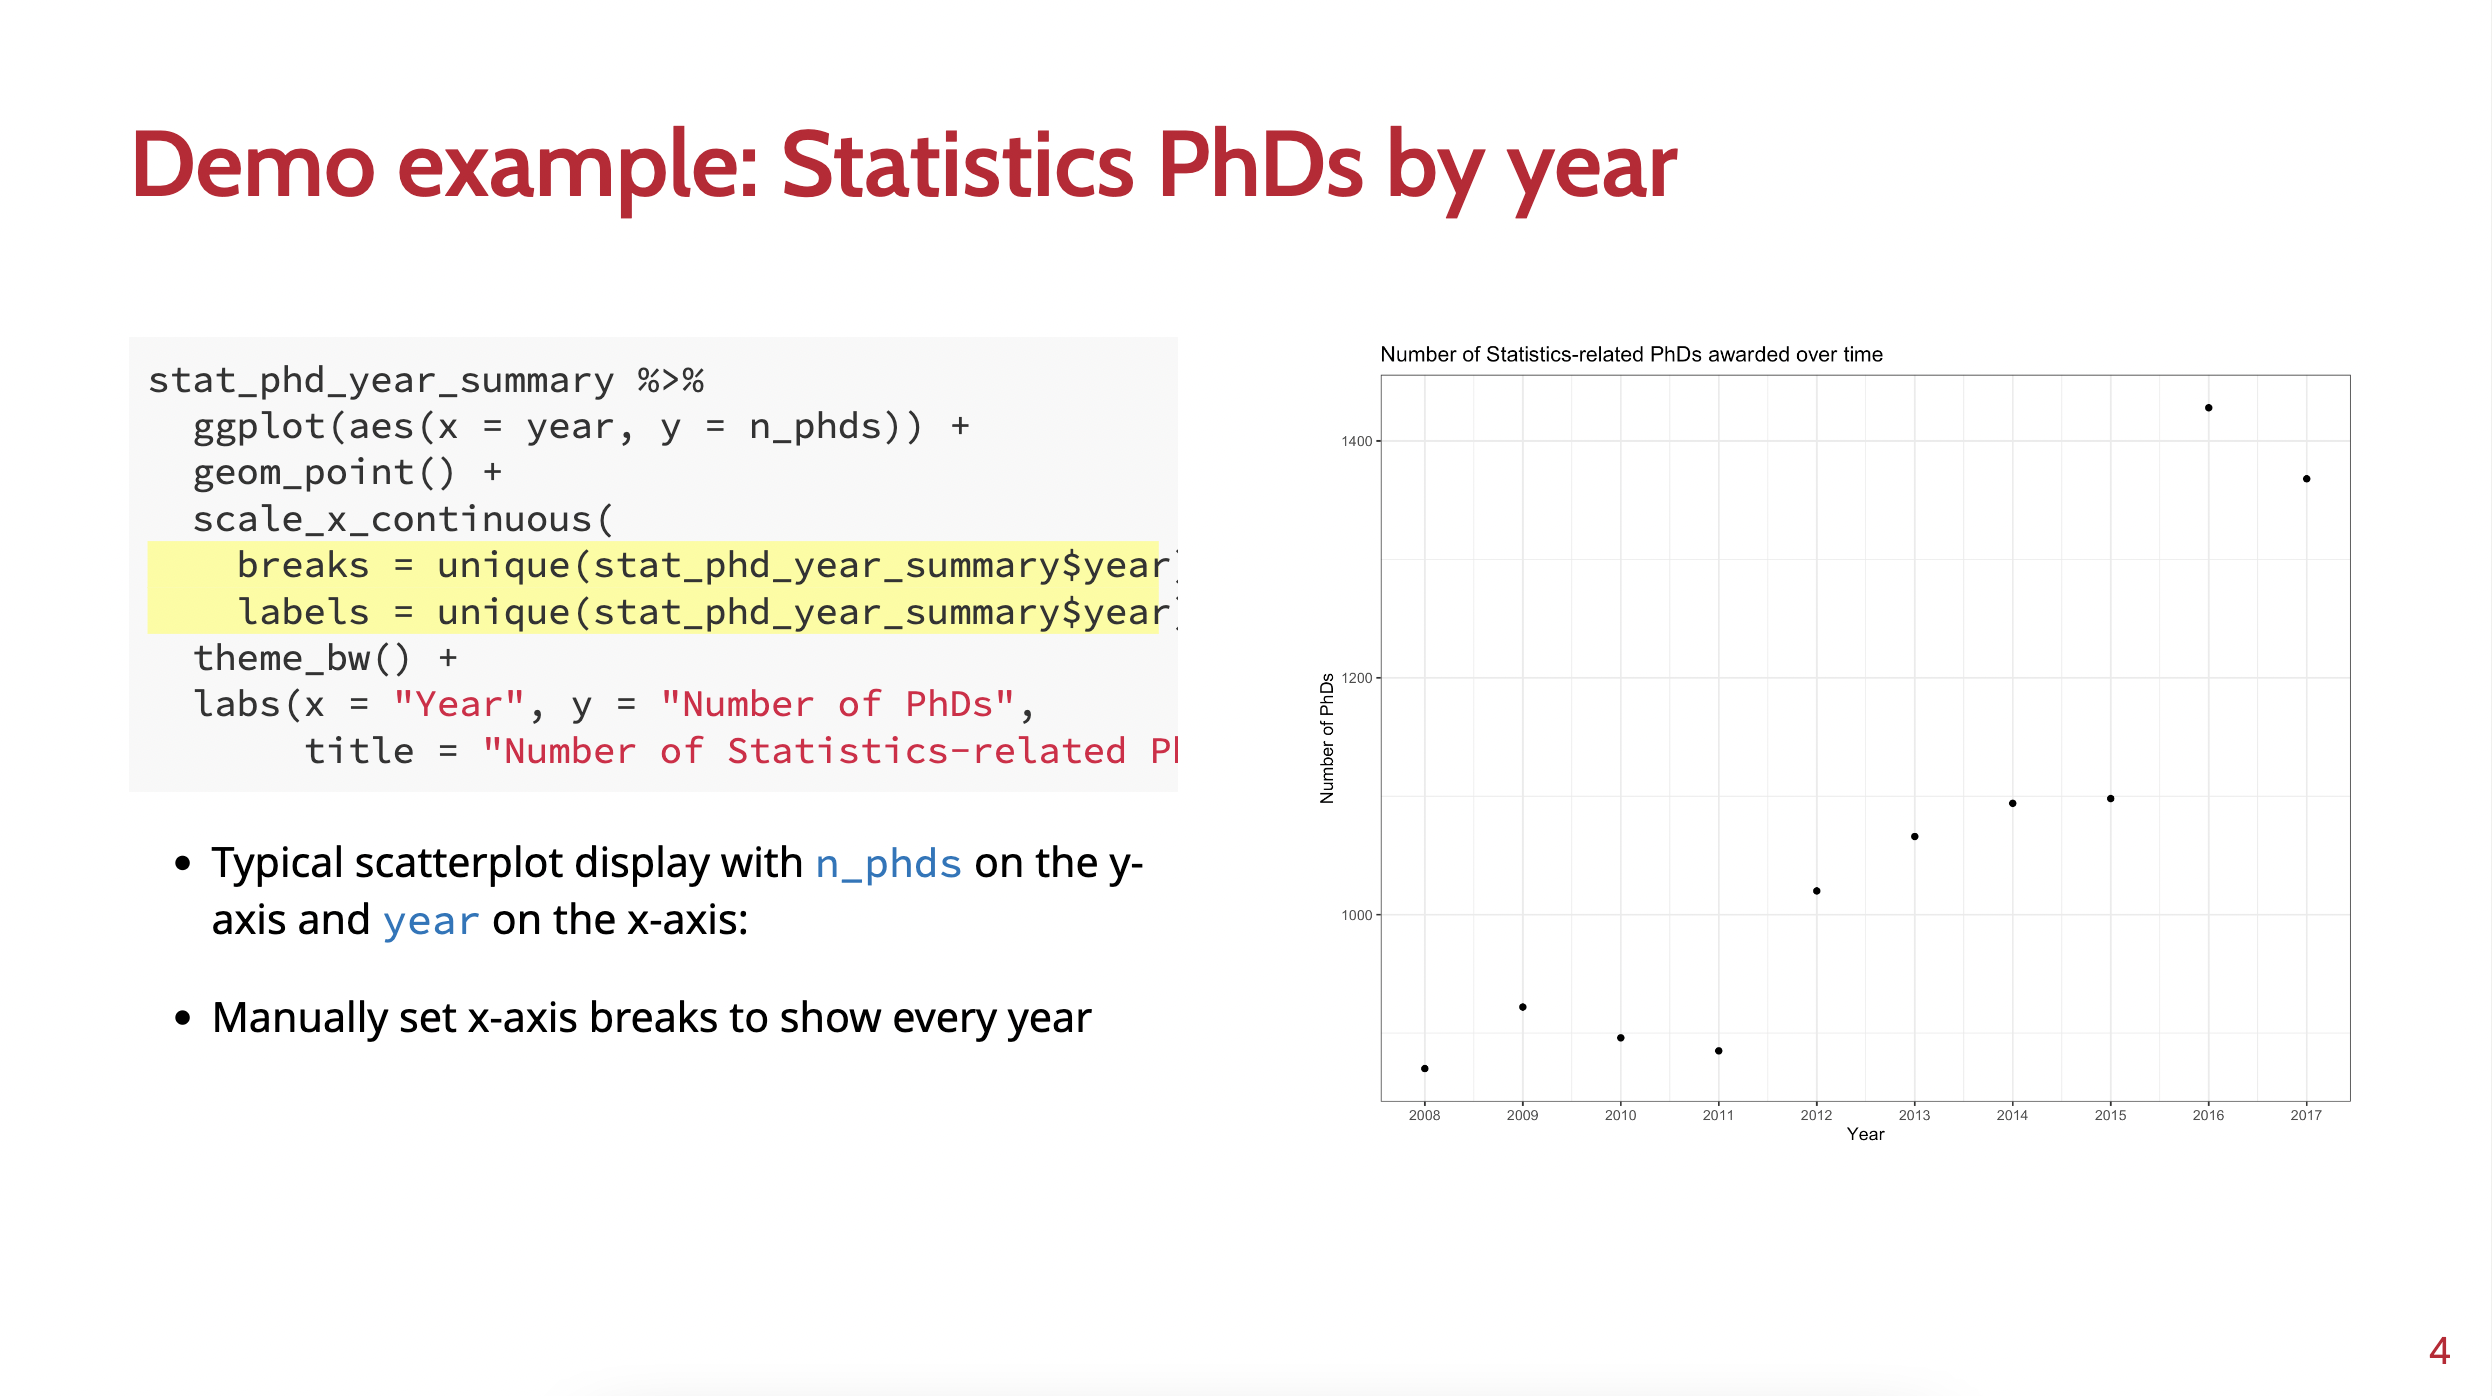 Demo example: Statistics PhDs by year
stat_phd_year_summary %>%
  ggplot(aes(x = year, y = n_phds)) +
  geom_point() +
  scale_x_continuous(
    breaks = unique(stat_phd_year_summary$year)
    labels = unique(stat_phd_year_summary$year)
  theme_bw() +
  labs(x = "Year", y = "Number of PhDs",
       title = "Number of Statistics-related
• Typical scatterplot display with n_phds on the y-
axis and year on the x-axis:
• Manually set x-axis breaks to show every year
Number of Statistics-related PhDs awarded over time
Number of PhDs
1400
1200
1000
2008 2009 2010 2011 2012 2013 2014 2015 2016 2017
Year
4